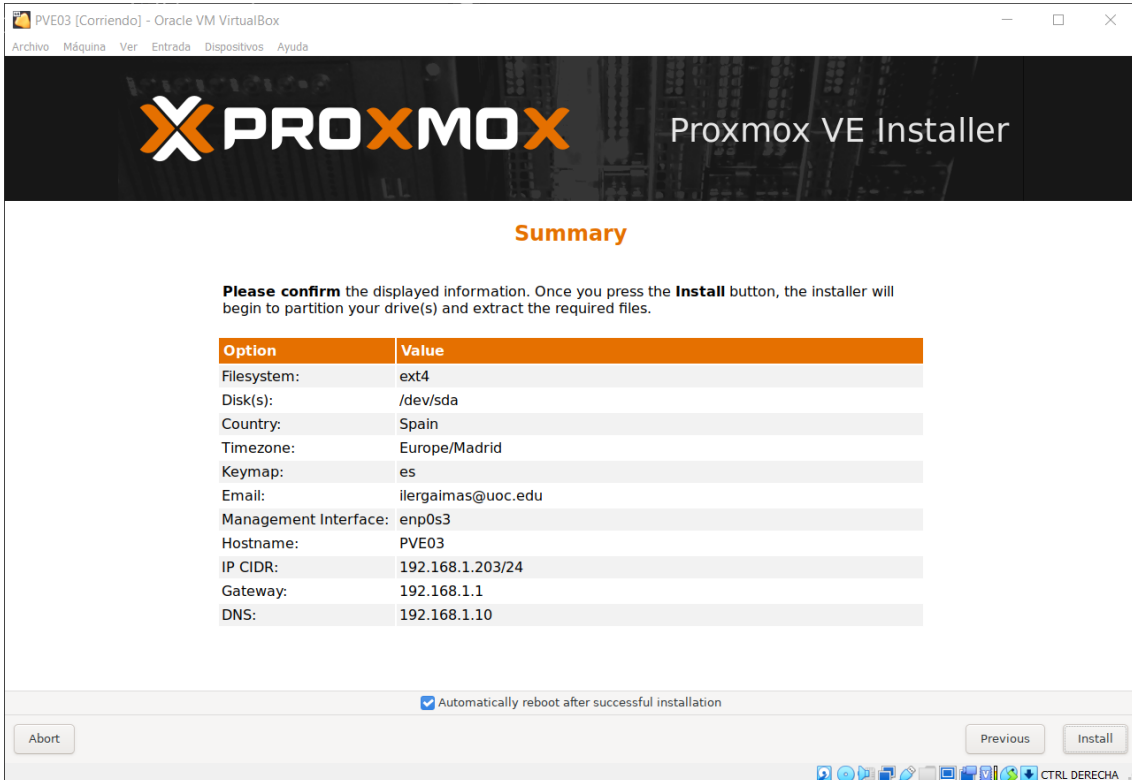 PVE03 [Corriendo] - Oracle VM VirtualBox
Archivo Máquina Ver Entrada Dispositivos Ayuda
PROXMOX
Proxmox VE Installer
Summary
Please confirm the displayed information. Once you press the Install button, the installer will
begin to partition your drive(s) and extract the required files.
Option Value
Filesystem: ext4
Disk(s): /dev/sda
Country: Spain
Timezone: Europe/Madrid
Keymap: es
Email: ilergaimas@uoc.edu
Management Interface: enp0s3
Hostname: PVE03
IP CIDR: 192.168.1.203/24
Gateway: 192.168.1.1
DNS: 192.168.1.10
Automatically reboot after successful installation
Abort Previous Install
CTRL DERECHA